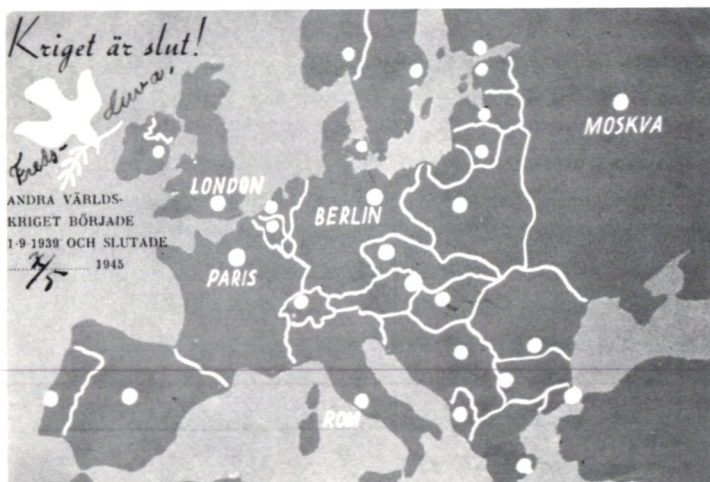 Kriget är slut!
Freds-
duva.
ANDRA VÄRLDS-
KRIGET BÖRJADE
1-9-1939 OCH SLUTADE
7/5 1945
LONDON
BERLIN
PARIS
MOSKVA
ROM